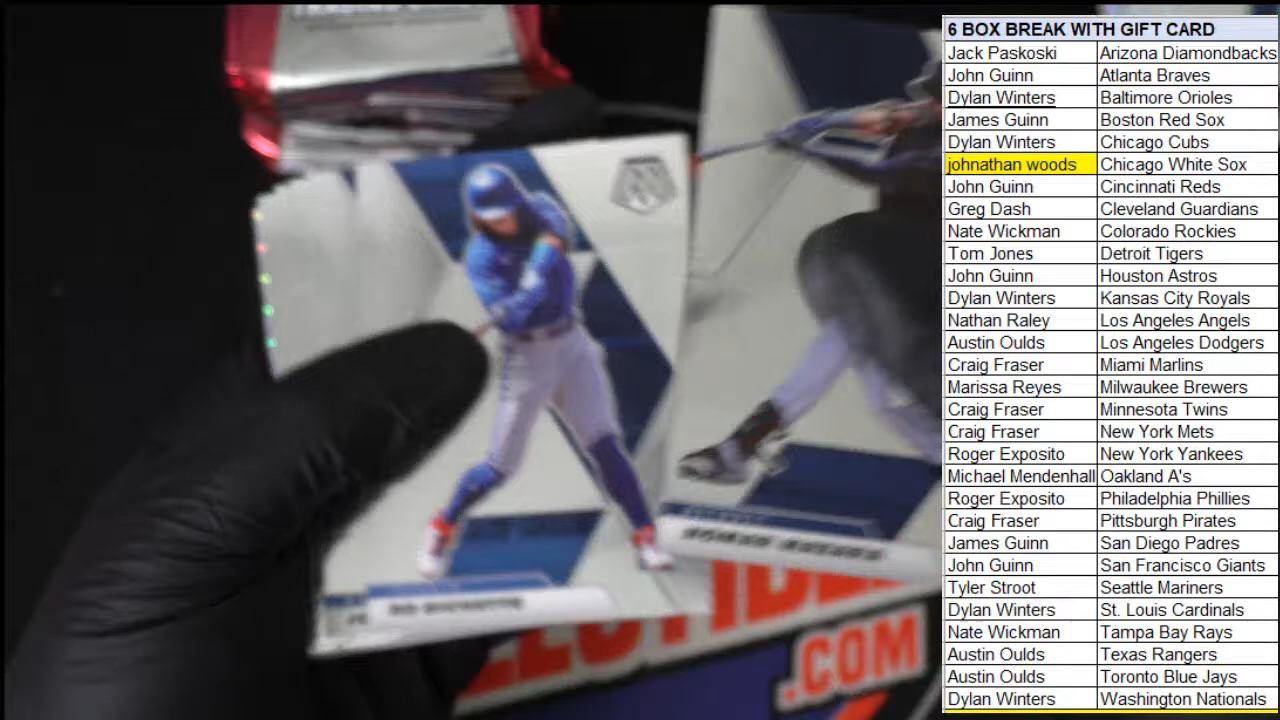 6 BOX BREAK WITH GIFT CARD
Jack Paskoski Arizona Diamondbacks
John Guinn Atlanta Braves
Dylan Winters Baltimore Orioles
James Guinn Boston Red Sox
Dylan Winters Chicago Cubs
johnathan woods Chicago White Sox
John Guinn Cincinnati Reds
Greg Dash Cleveland Guardians
Nate Wickman Colorado Rockies
Tom Jones Detroit Tigers
John Guinn Houston Astros
Dylan Winters Kansas City Royals
Nathan Raley Los Angeles Angels
Austin Oulds Los Angeles Dodgers
Craig Fraser Miami Marlins
Marissa Reyes Milwaukee Brewers
Craig Fraser Minnesota Twins
Craig Fraser New York Mets
Roger Exposito New York Yankees
Michael Mendenhall Oakland A's
Roger Exposito Philadelphia Phillies
Craig Fraser Pittsburgh Pirates
James Guinn San Diego Padres
John Guinn San Francisco Giants
Tyler Stroot Seattle Mariners
Dylan Winters St. Louis Cardinals
Nate Wickman Tampa Bay Rays
Austin Oulds Texas Rangers
Austin Oulds Toronto Blue Jays
Dylan Winters Washington Nationals
BO BICHETTE
.COM